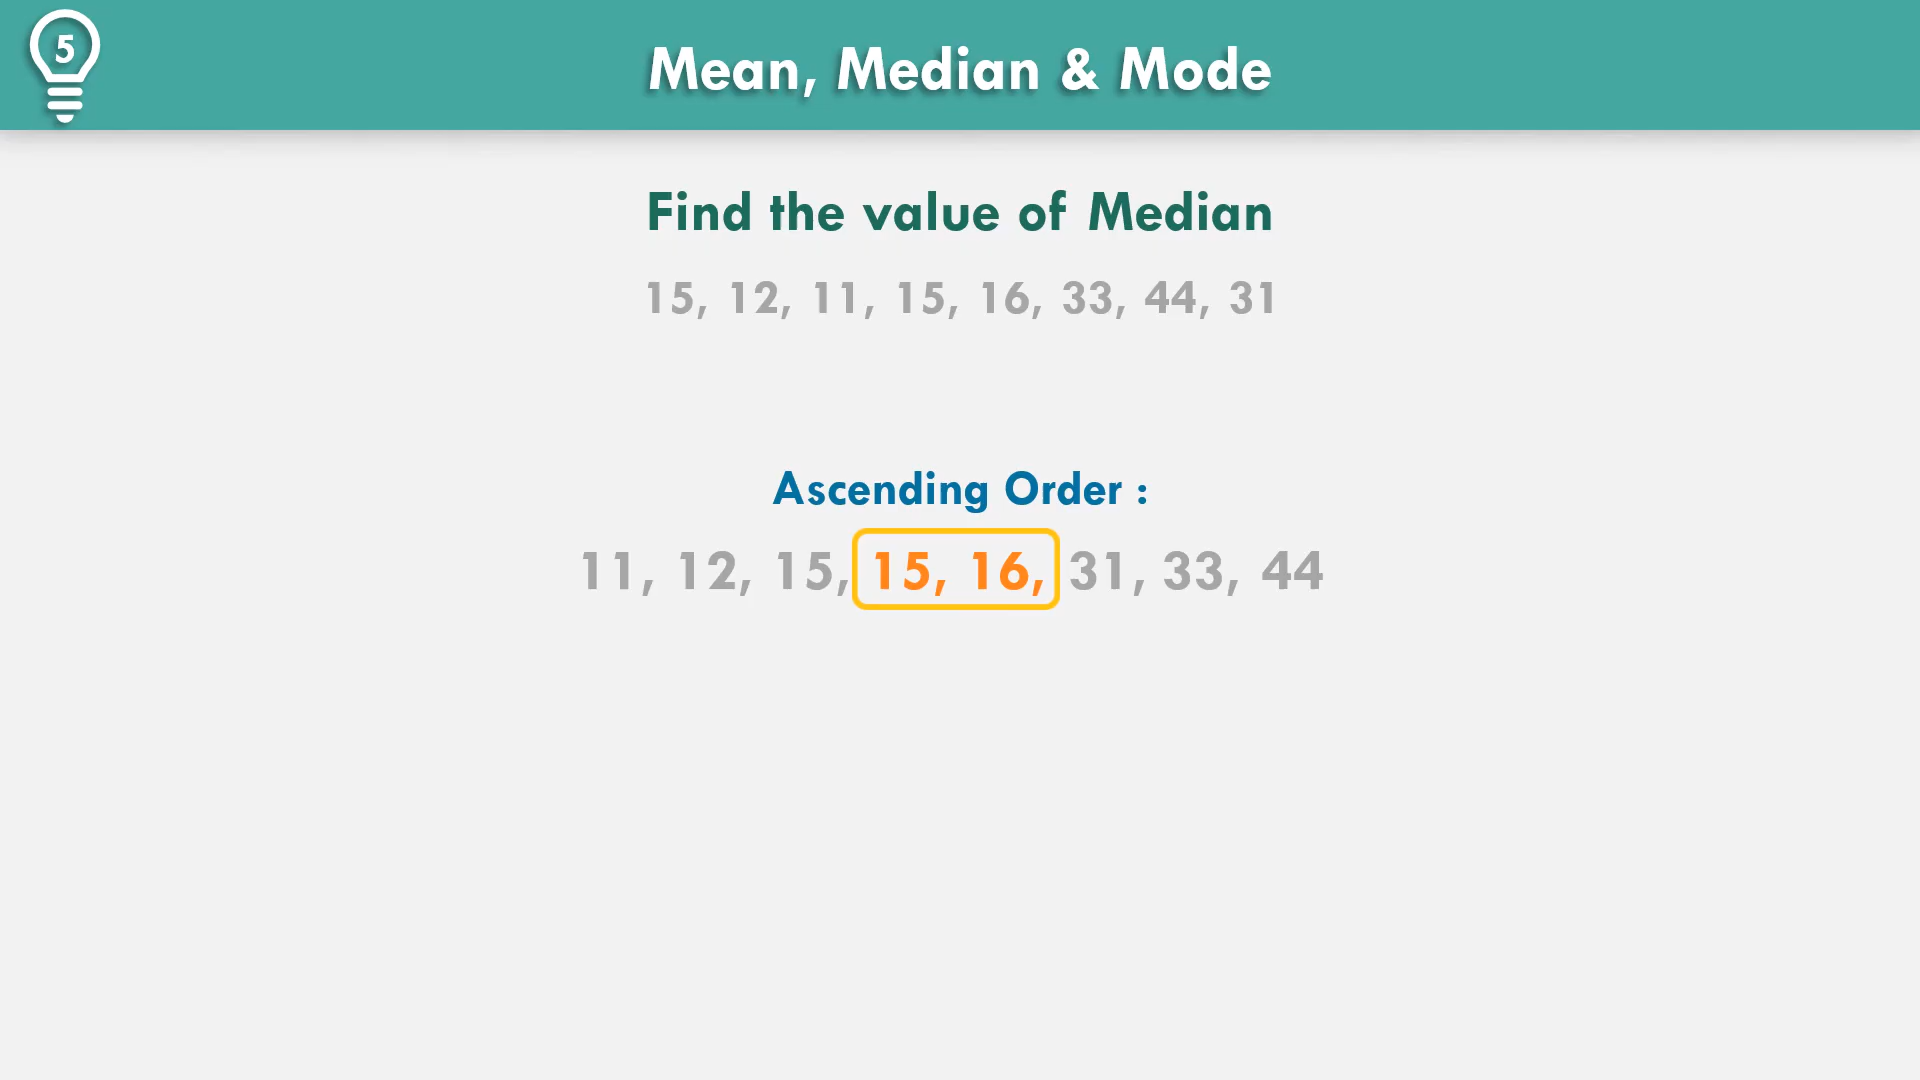 5
Mean, Median & Mode
Find the value of Median
15, 12, 11, 15, 16, 33, 44, 31
Ascending Order :
11, 12, 15, 15, 16, 31, 33, 44